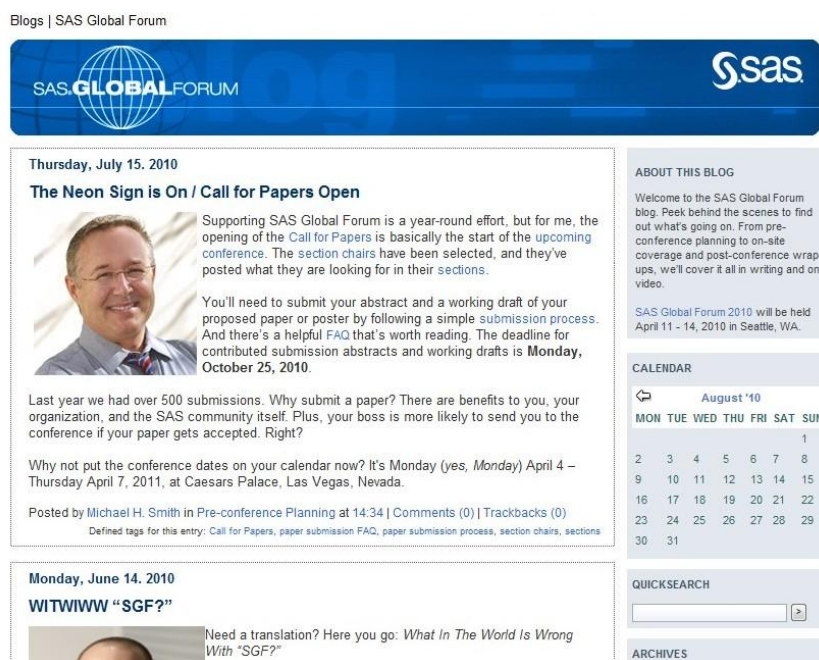 Blogs | SAS Global Forum
SAS.GLOBALFORUM
blog
sas
Thursday, July 15. 2010
The Neon Sign is On / Call for Papers Open
Supporting SAS Global Forum is a year-round effort, but for me, the
opening of the Call for Papers is basically the start of the upcoming
conference. The section chairs have been selected, and they've
posted what they are looking for in their sections.
You'll need to submit your abstract and a working draft of your
proposed paper or poster by following a simple submission process.
And there's a helpful FAQ that's worth reading. The deadline for
contributed submission abstracts and working drafts is Monday,
October 25, 2010.
Last year we had over 500 submissions. Why submit a paper? There are benefits to you, your
organization, and the SAS community itself. Plus, your boss is more likely to send you to the
conference if your paper gets accepted. Right?
Why not put the conference dates on your calendar now? It's Monday (yes, Monday) April 4 –
Thursday April 7, 2011, at Caesars Palace, Las Vegas, Nevada.
Posted by Michael H. Smith in Pre-conference Planning at 14:34 | Comments (0) | Trackbacks (0)
Defined tags for this entry: Call for Papers, paper submission FAQ, paper submission process, section chairs, sections
Monday, June 14. 2010
WITWIWW “SGF?”
Need a translation? Here you go: What In The World Is Wrong
With "SGF?"
ABOUT THIS BLOG
Welcome to the SAS Global Forum
blog. Peek behind the scenes to find
out what's going on. From pre-
conference planning to on-site
coverage and post-conference wrap
ups, we'll cover it all in writing and on
video.
SAS Global Forum 2010 will be held
April 11 - 14, 2010 in Seattle, WA.
CALENDAR
August '10
MON TUE WED THU FRI SAT SUN
1
2 3 4 5 6 7 8
9 10 11 12 13 14 15
16 17 18 19 20 21 22
23 24 25 26 27 28 29
30 31
QUICKSEARCH
>
ARCHIVES